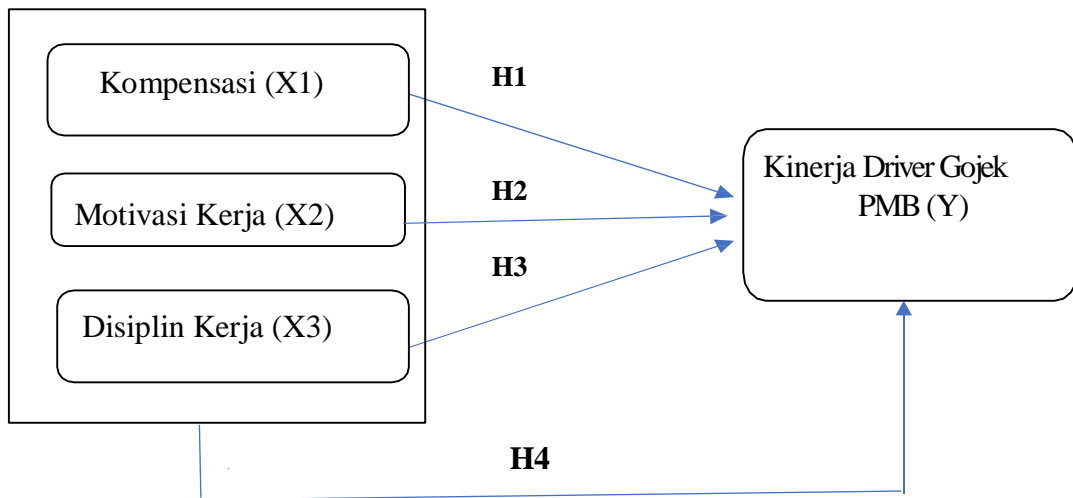 Kompensasi (X1)
H1
Motivasi Kerja (X2)
H2
Kinerja Driver Gojek
PMB (Y)
H3
Disiplin Kerja (X3)
H4